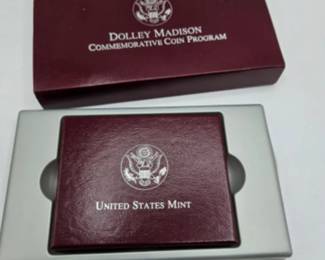 DOLLEY MADISON
COMMEMORATIVE COIN PROGRAM
UNITED STATES MINT